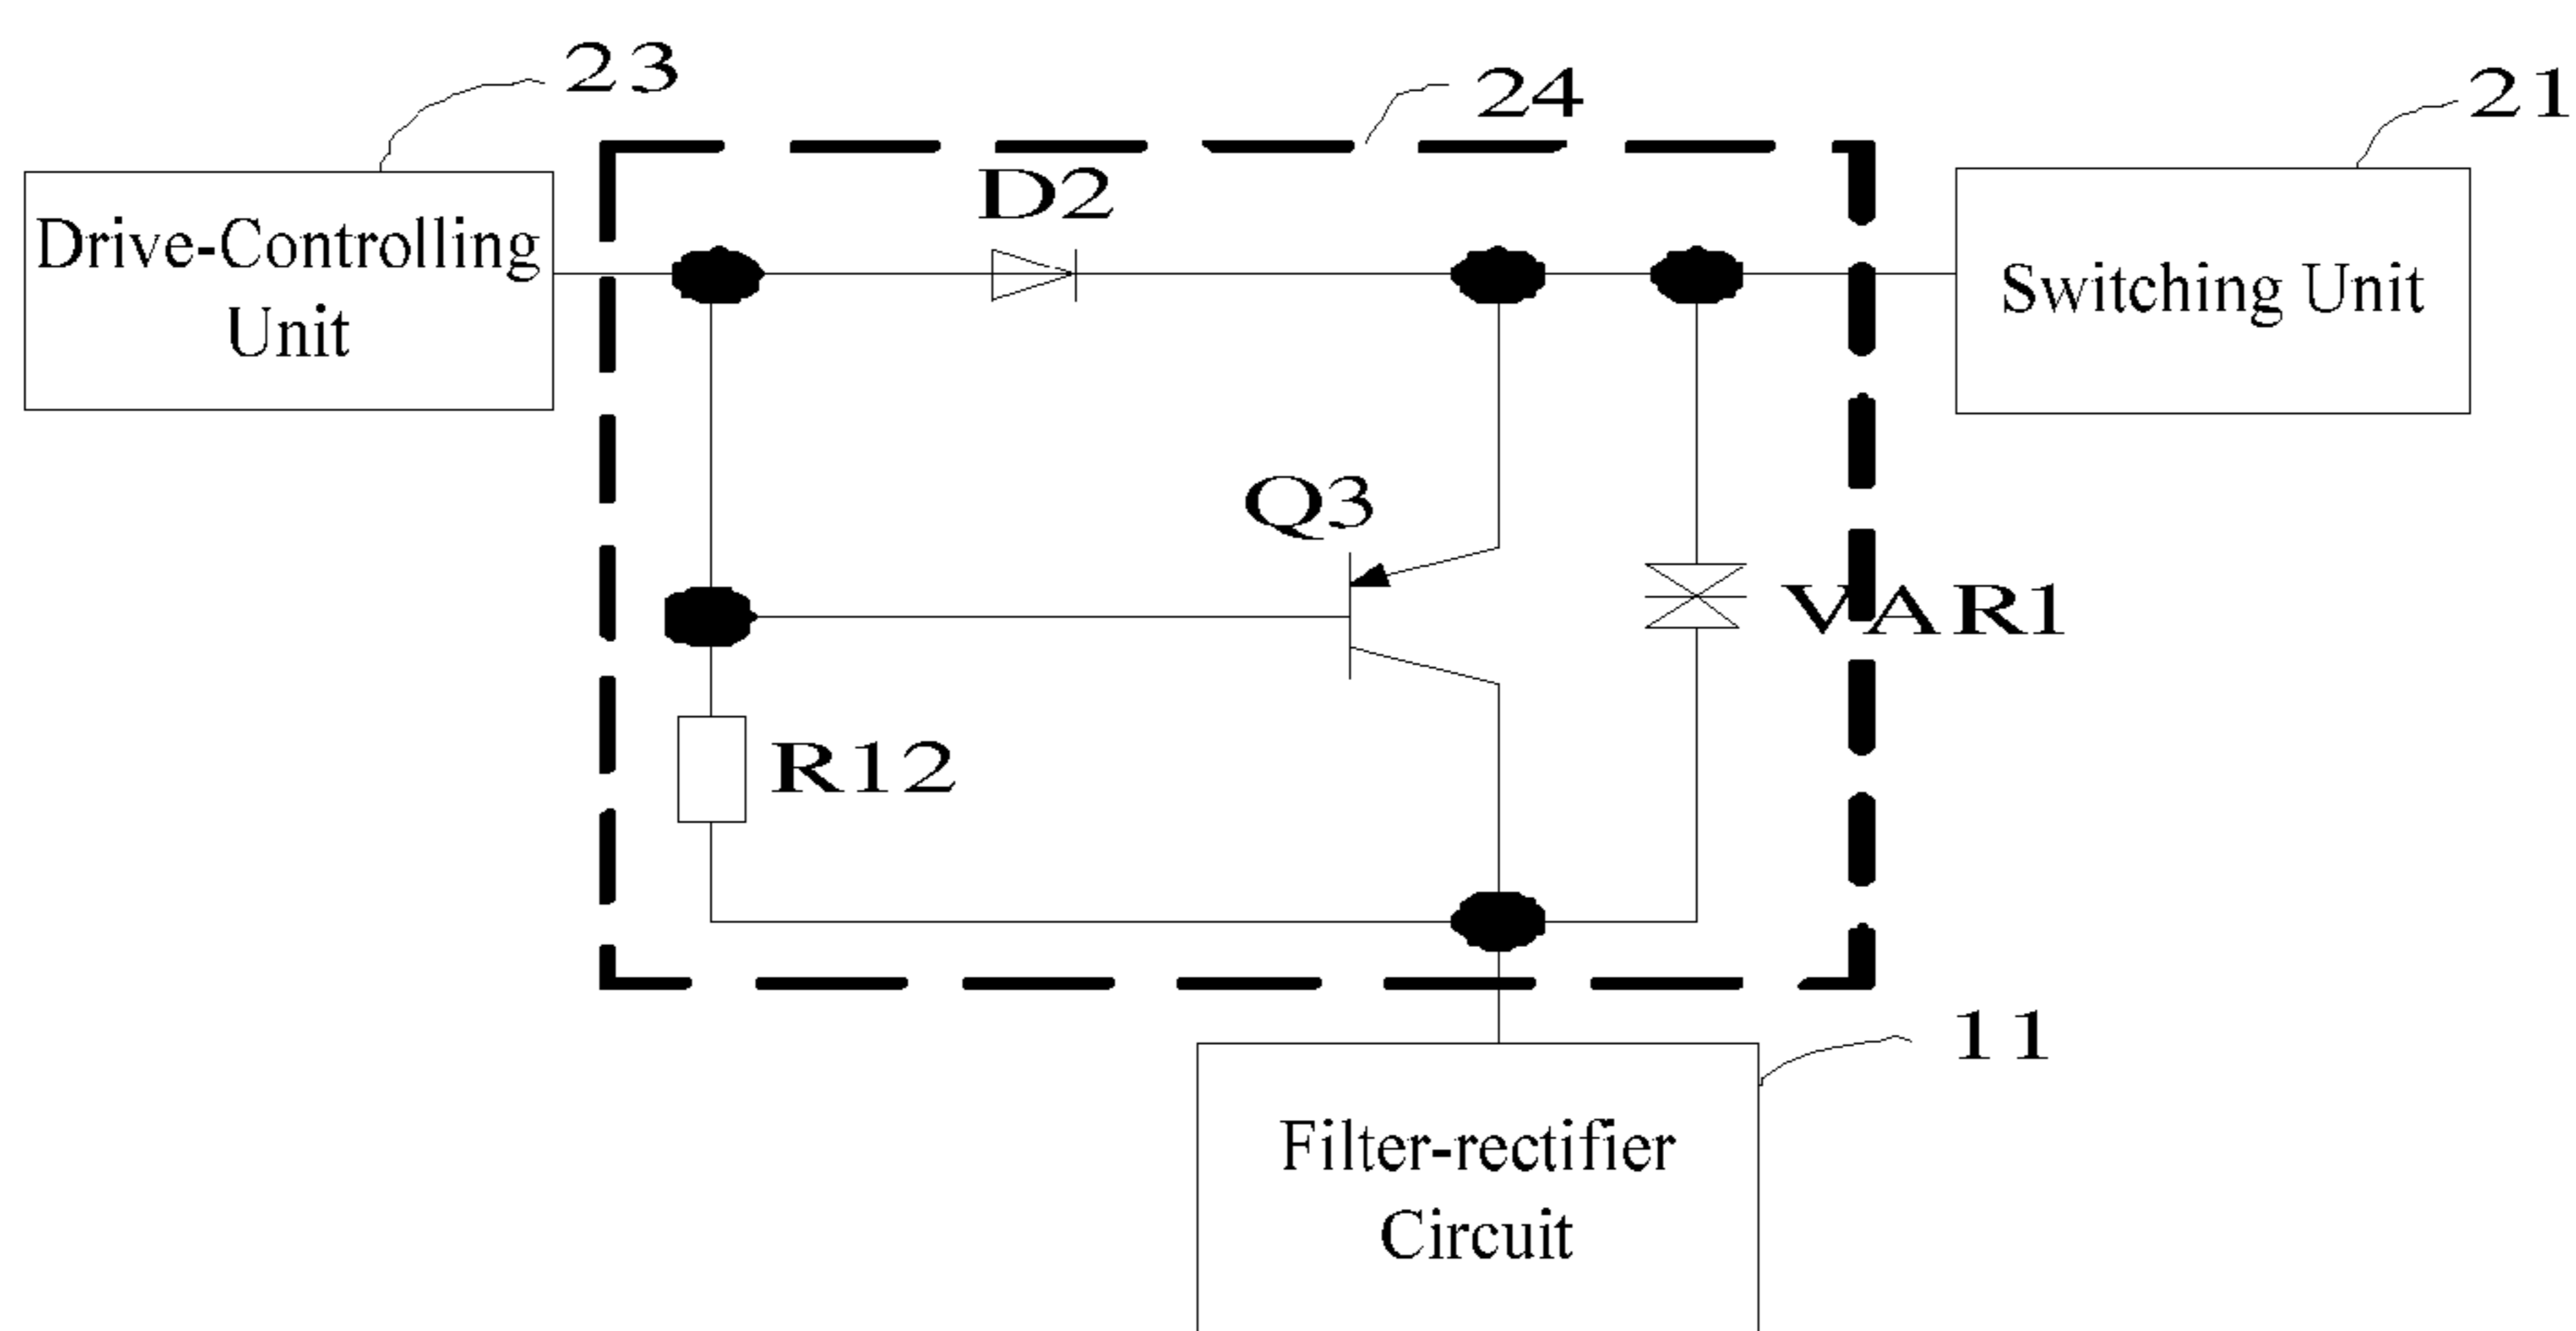 23
24
21
D2
Drive-Controlling
Unit
Switching Unit
Q3
VAR1
R12
11
Filter-rectifier
Circuit